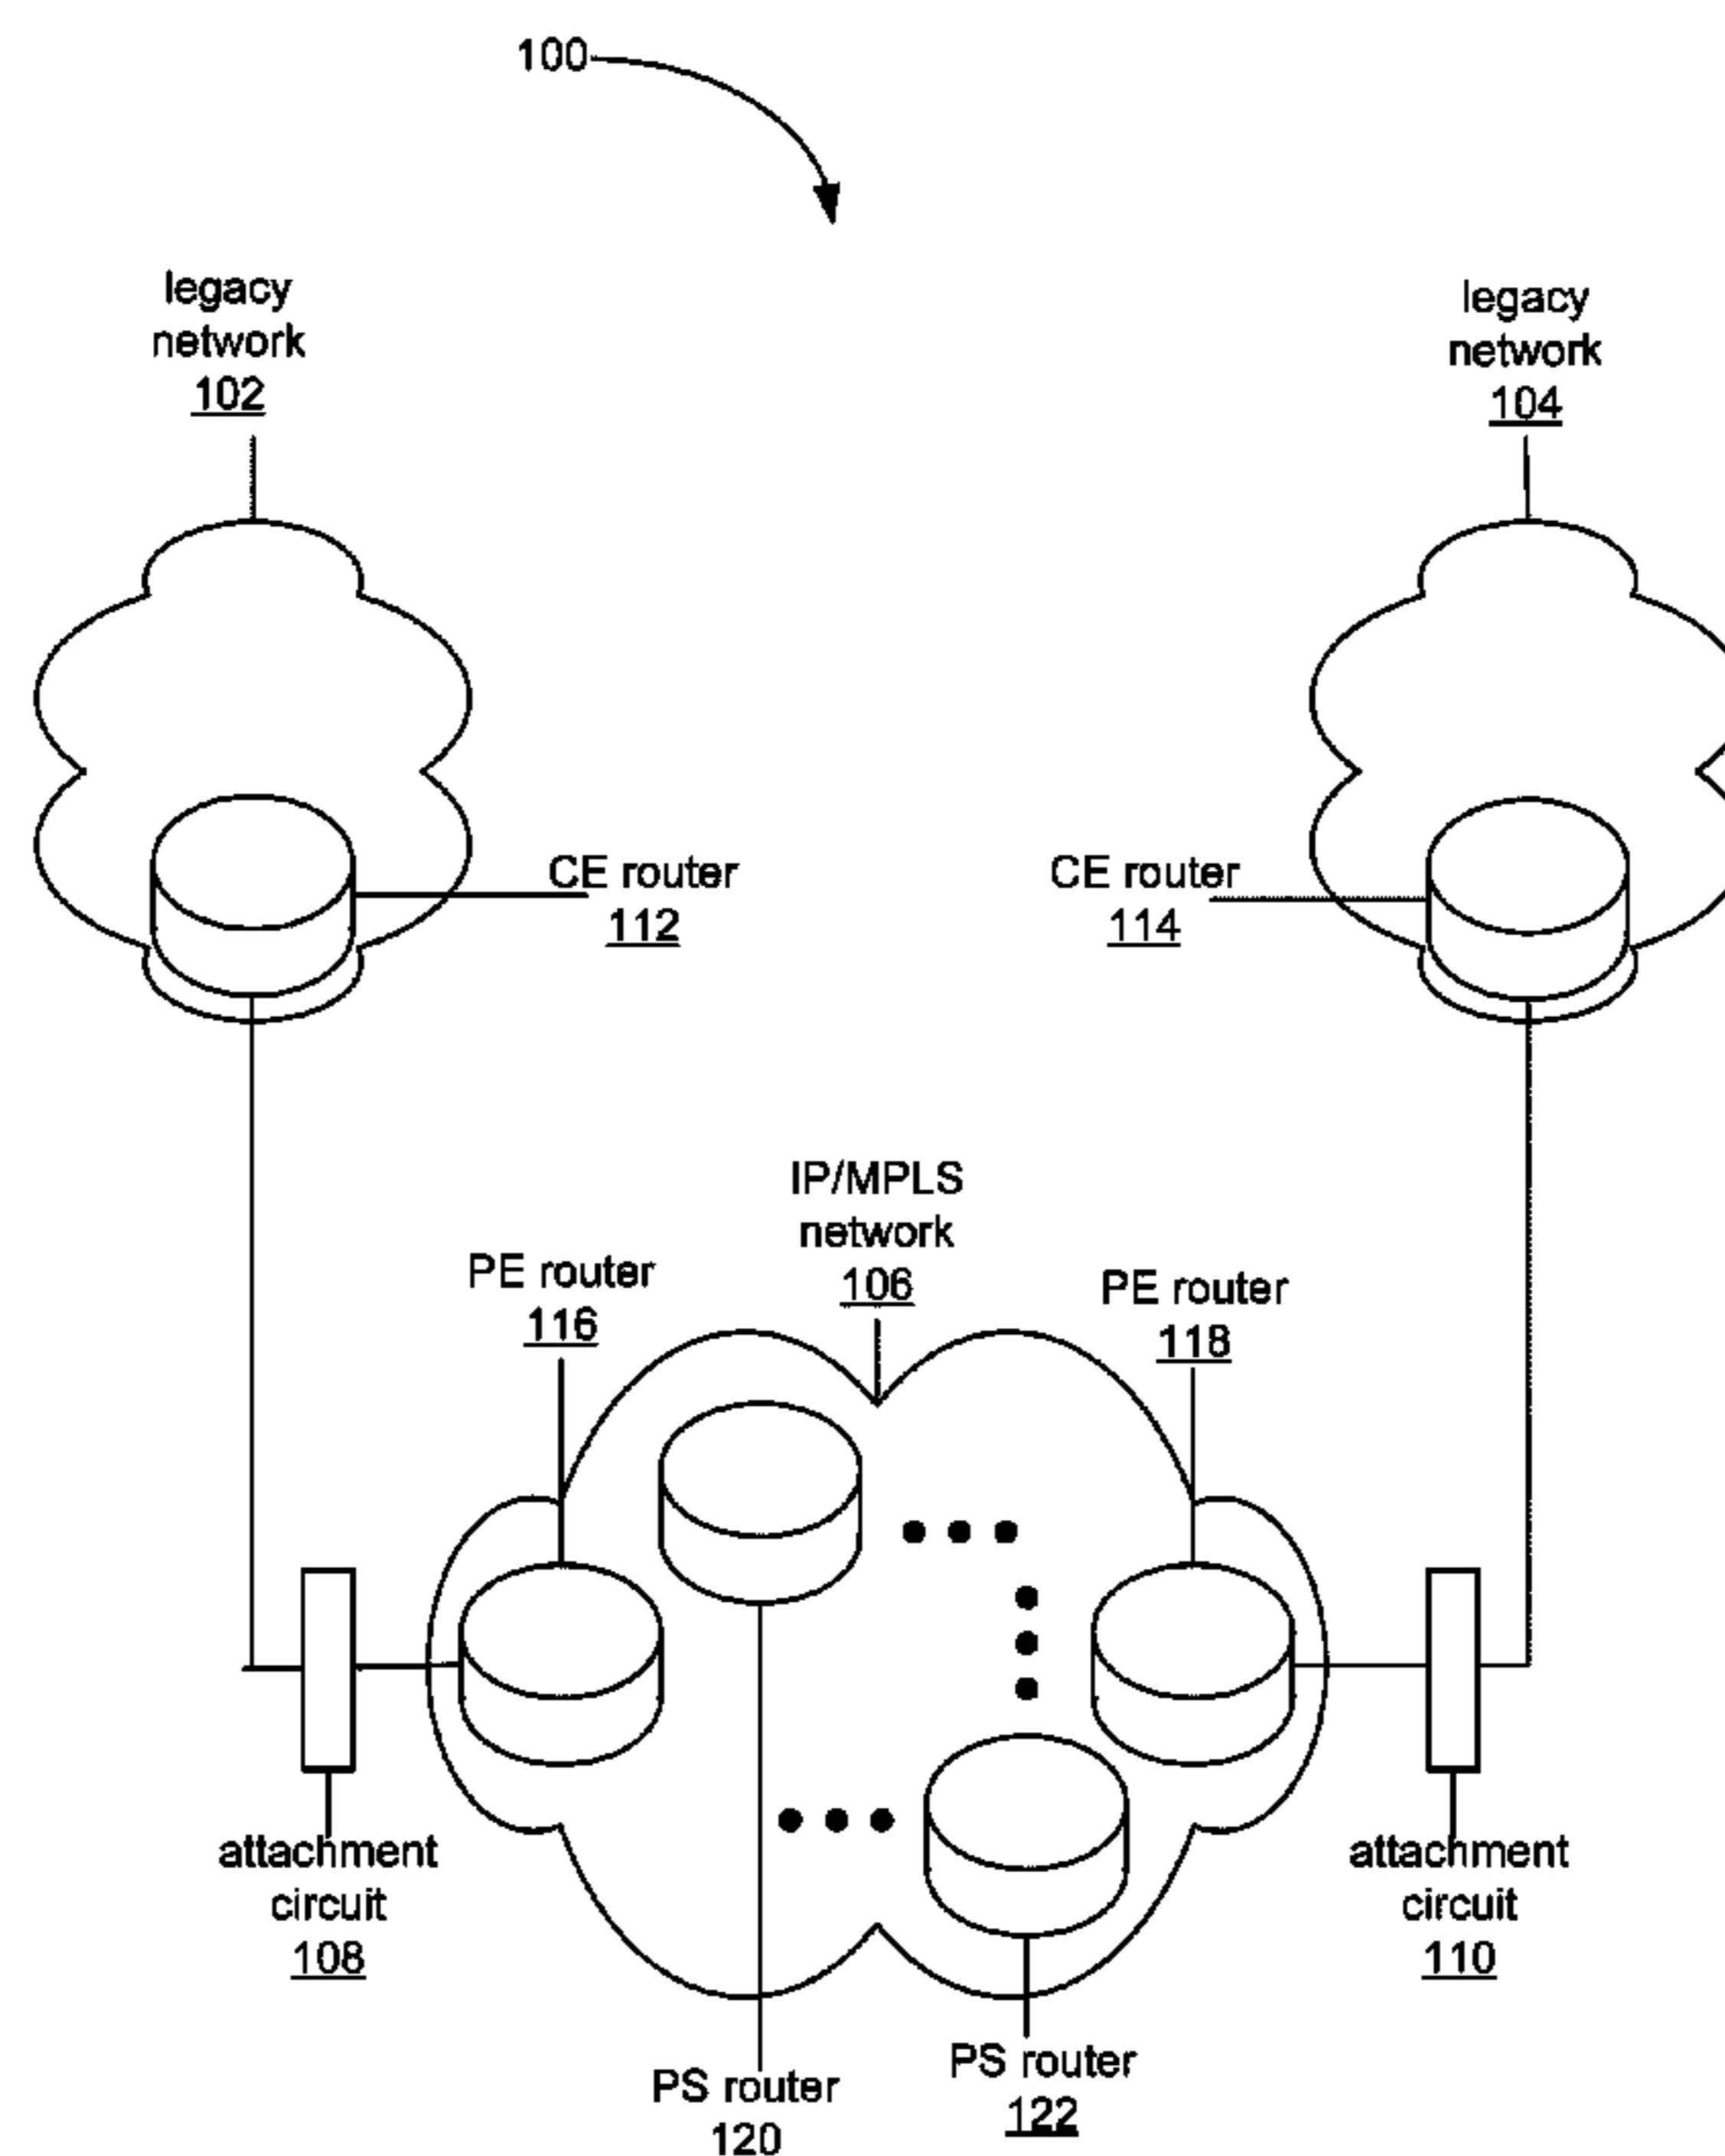 100
legacy
network
102
legacy
network
104
CE router
112
CE router
114
IP/MPLS
network
106
PE router
116
PE router
118
attachment
circuit
108
attachment
circuit
110
PS router
120
PS router
122